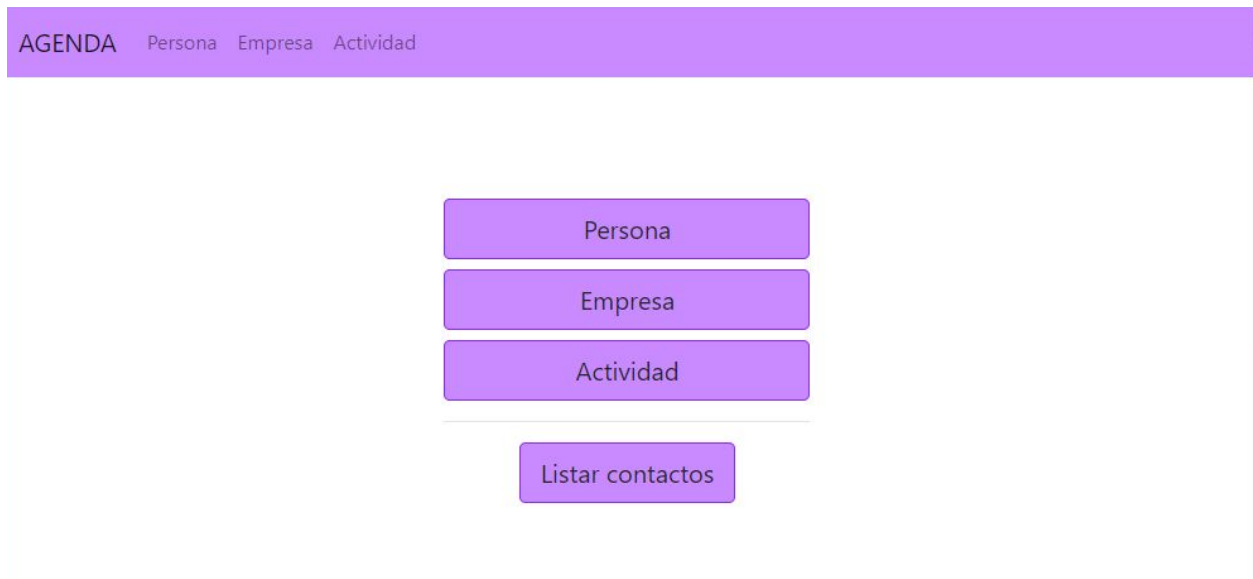 AGENDA Persona Empresa Actividad
Persona
Empresa
Actividad
Listar contactos